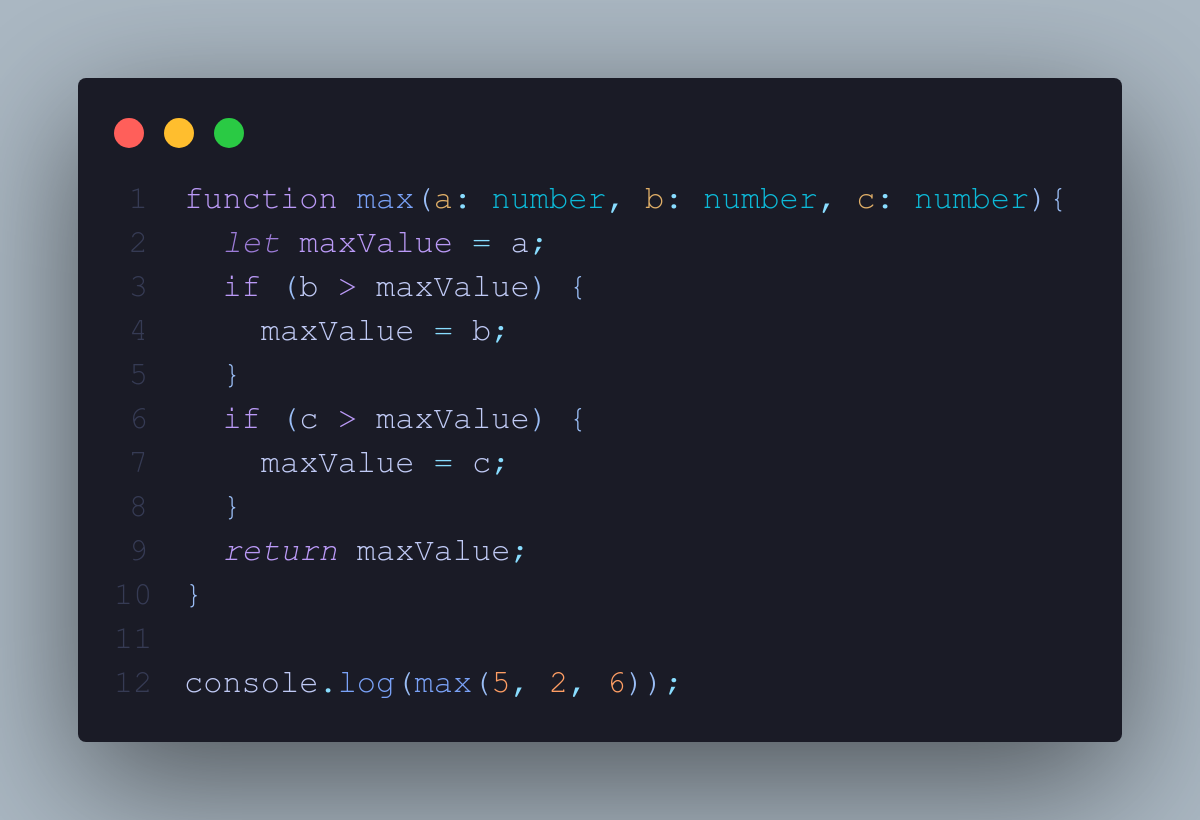 1 function max(a: number, b: number, c: number){
2   let maxValue = a;
3   if (b > maxValue) {
4     maxValue = b;
5   }
6   if (c > maxValue) {
7     maxValue = c;
8   }
9   return maxValue;
10 }
11
12 console.log(max(5, 2, 6));